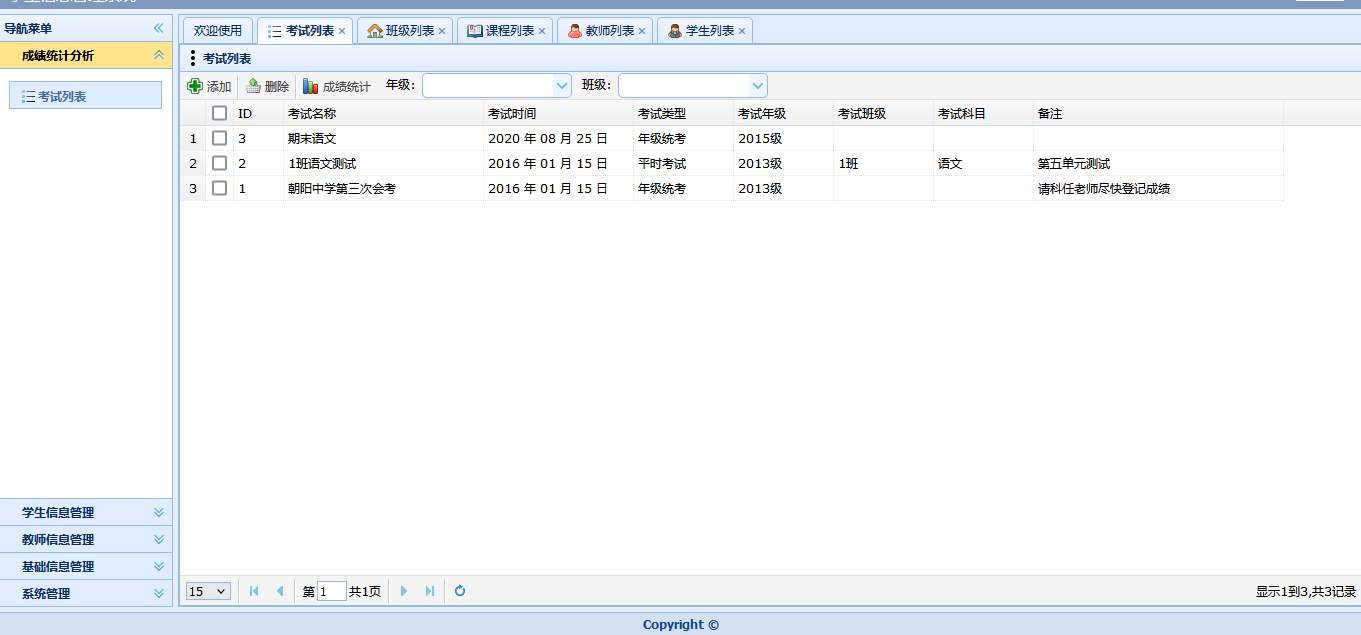 导航菜单
成绩统计分析
考试列表
学生信息管理
教师信息管理
基础信息管理
系统管理
欢迎使用 考试列表 班级列表 课程列表 教师列表 学生列表
考试列表
添加 删除 成绩统计 年级: 班级:
ID 考试名称 考试时间 考试类型 考试年级 考试班级 考试科目 备注
1 3 期末语文 2020 年 08 月 25 日 年级统考 2015级
2 2 1班语文测试 2016 年 01 月 15 日 平时考试 2013级 1班 语文 第五单元测试
3 1 朝阳中学第三次会考 2016 年 01 月 15 日 年级统考 2013级 请科任老师尽快登记成绩
15 第 1 共1页 显示1到3,共3记录
Copyright ©